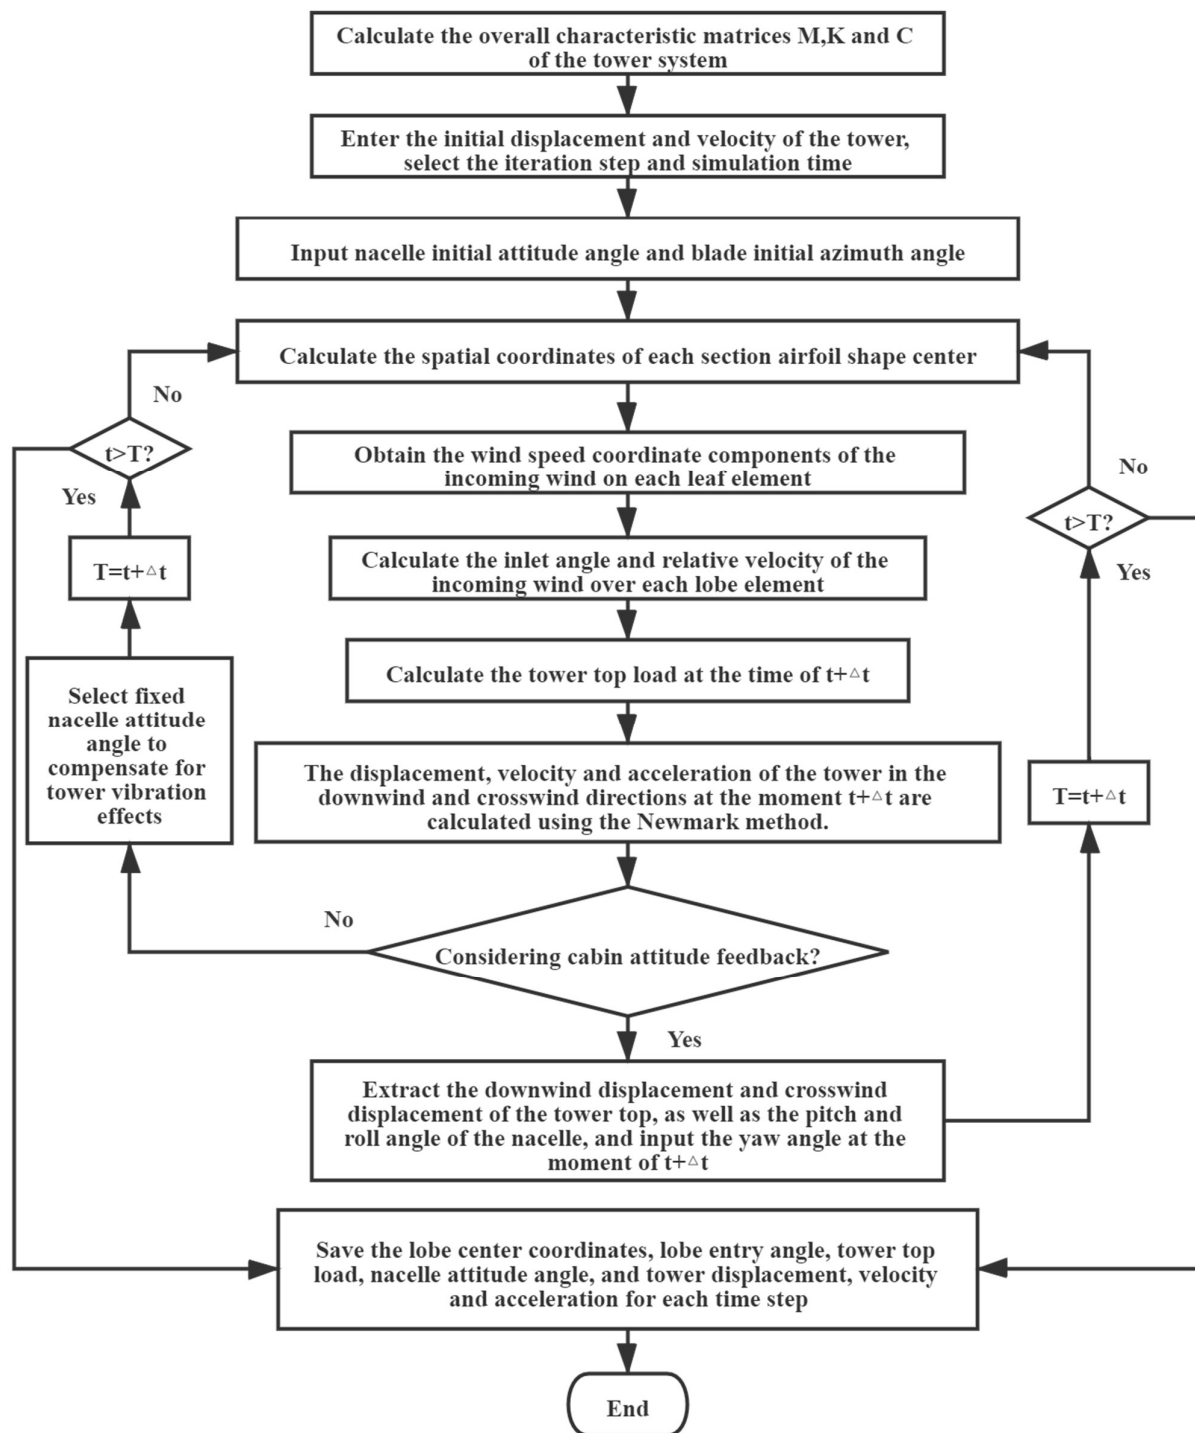 Calculate the overall characteristic matrices M,K and C
of the tower system
Enter the initial displacement and velocity of the tower,
select the iteration step and simulation time
Input nacelle initial attitude angle and blade initial azimuth angle
Calculate the spatial coordinates of each section airfoil shape center
No
t>T?
Yes
T=t+△t
Select fixed
nacelle attitude
angle to
compensate for
tower vibration
effects
Obtain the wind speed coordinate components of the
incoming wind on each leaf element
Calculate the inlet angle and relative velocity of the
incoming wind over each lobe element
Calculate the tower top load at the time of t+△t
The displacement, velocity and acceleration of the tower in the
downwind and crosswind directions at the moment t+△t are
calculated using the Newmark method.
No
t>T?
Yes
T=t+△t
No
Considering cabin attitude feedback?
Yes
Extract the downwind displacement and crosswind
displacement of the tower top, as well as the pitch and
roll angle of the nacelle, and input the yaw angle at the
moment of t+△t
Save the lobe center coordinates, lobe entry angle, tower top
load, nacelle attitude angle, and tower displacement, velocity
and acceleration for each time step
End